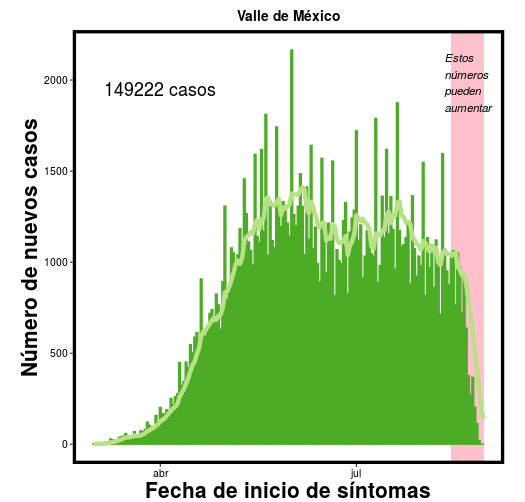 Valle de México
Estos
números
pueden
aumentar
149222 casos
2000
1500
1000
500
0
Número de nuevos casos
abr
jul
Fecha de inicio de síntomas